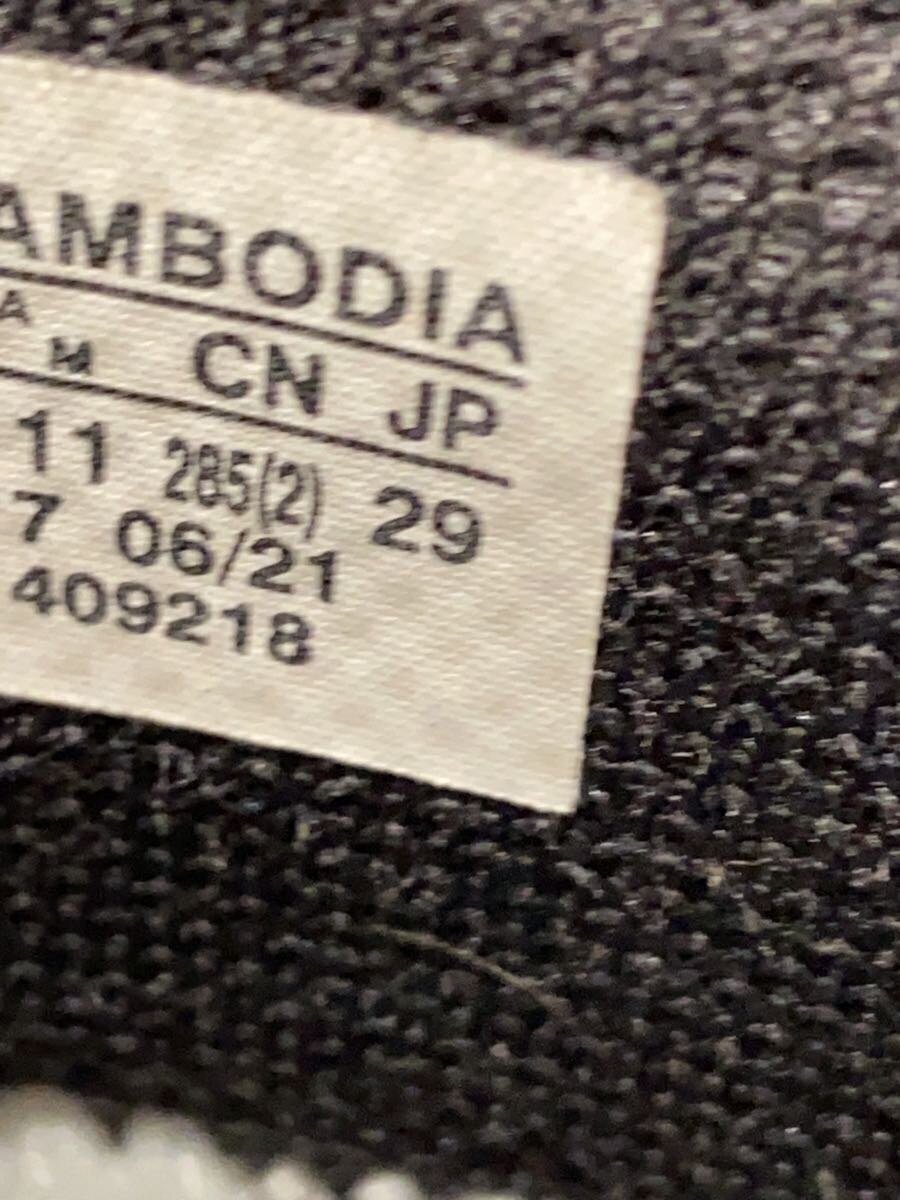 AMBODIA
A
M CN JP
11 285(2) 29
7 06/21
409218